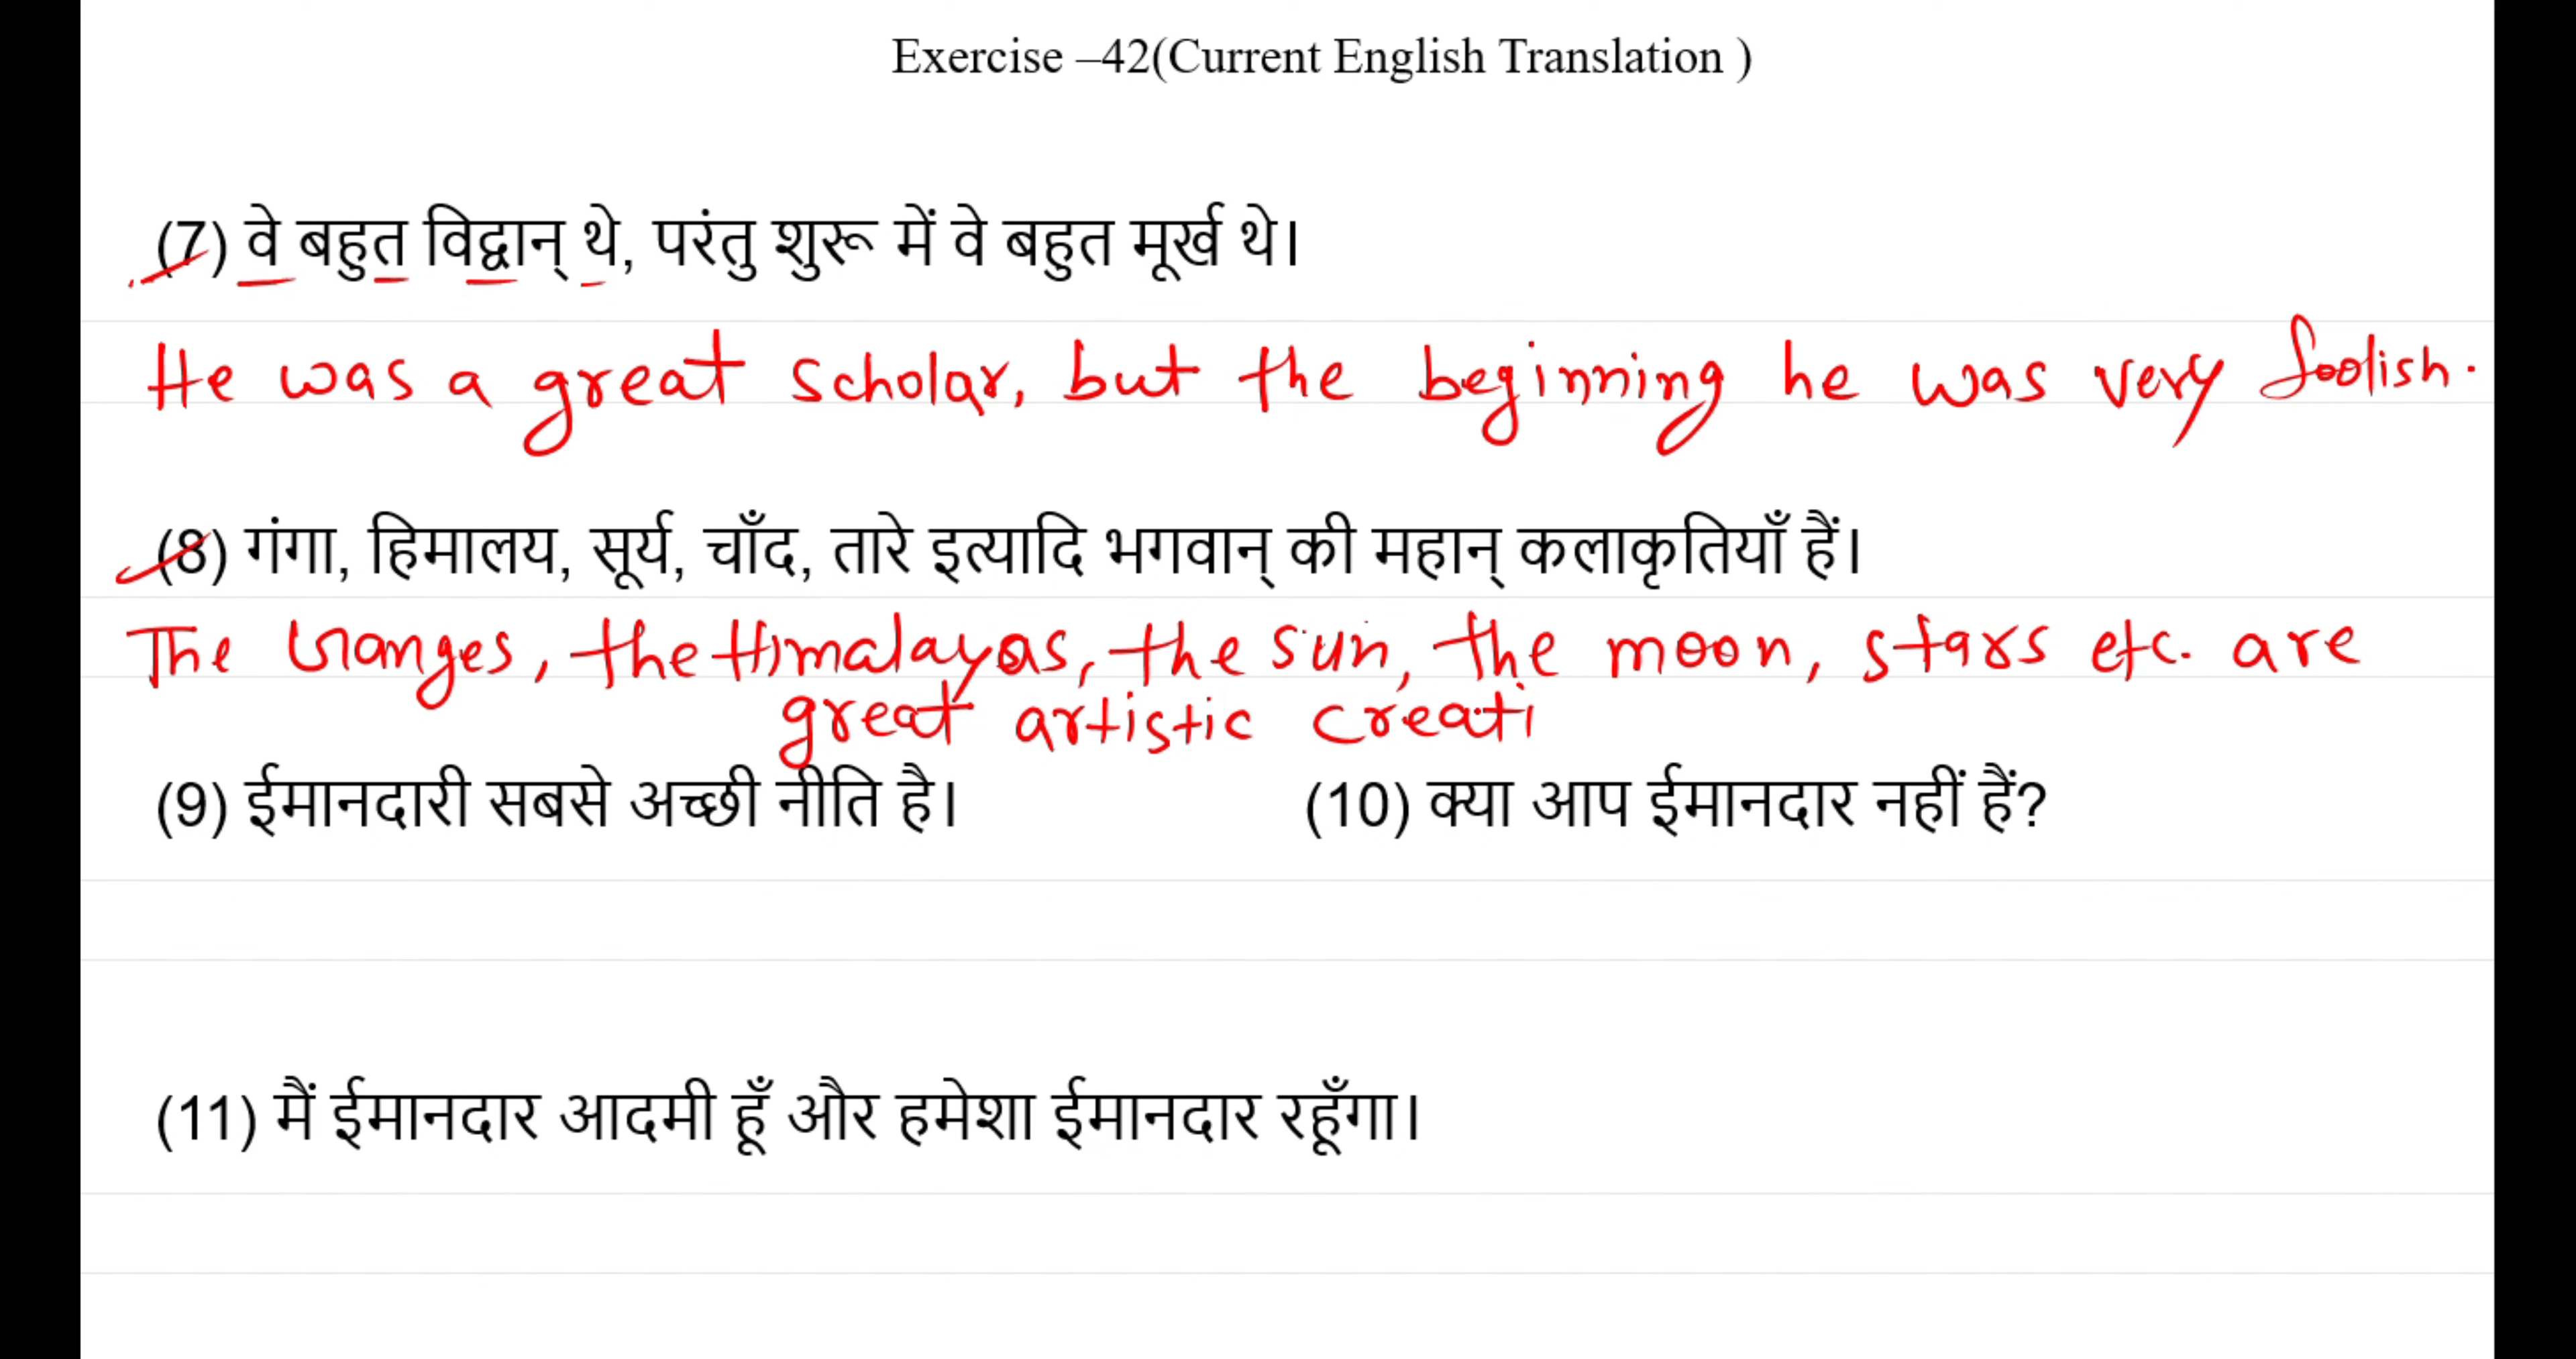 Exercise –42(Current English Translation )
(7) वे बहुत विद्वान् थे, परंतु शुरू में वे बहुत मूर्ख थे।
He was a great scholar, but the beginning he was very foolish.
(8) गंगा, हिमालय, सूर्य, चाँद, तारे इत्यादि भगवान् की महान् कलाकृतियाँ हैं।
The Ganges, the Himalayas, the sun, the moon, stars etc. are
great artistic creati
(9) ईमानदारी सबसे अच्छी नीति है। (10) क्या आप ईमानदार नहीं हैं?
(11) मैं ईमानदार आदमी हूँ और हमेशा ईमानदार रहूँगा।